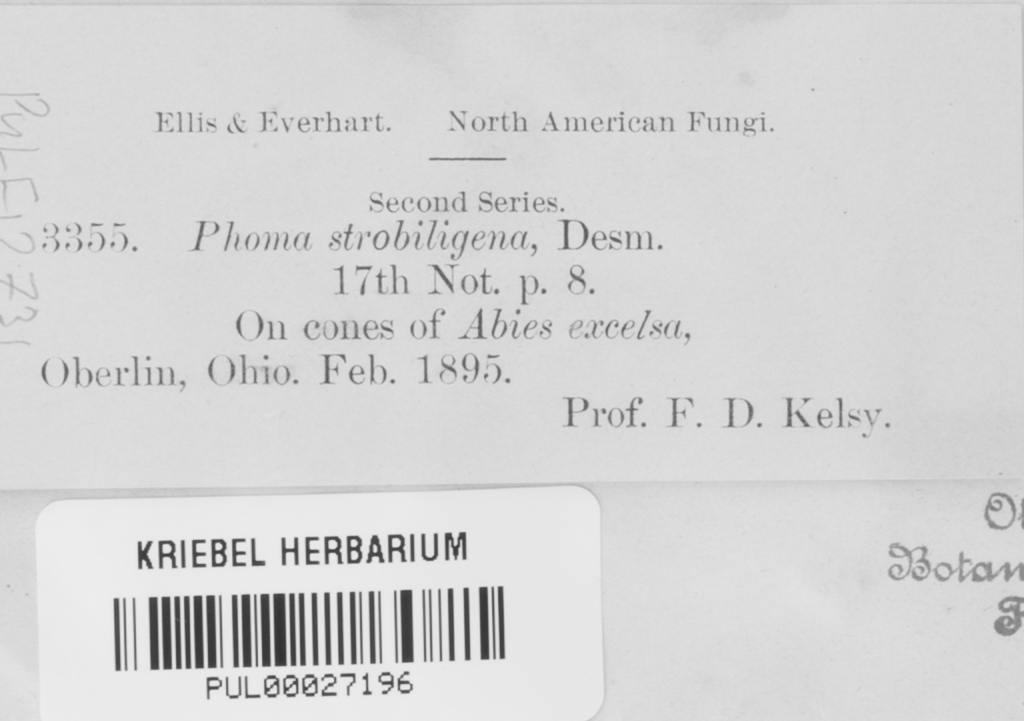 Ellis & Everhart. North American Fungi.
Second Series.
3355. Phoma strobiligena, Desm.
17th Not. p. 8.
On cones of Abies excelsa,
Oberlin, Ohio. Feb. 1895.
Prof. F. D. Kelsy.
KRIEBEL HERBARIUM
PUL00027196